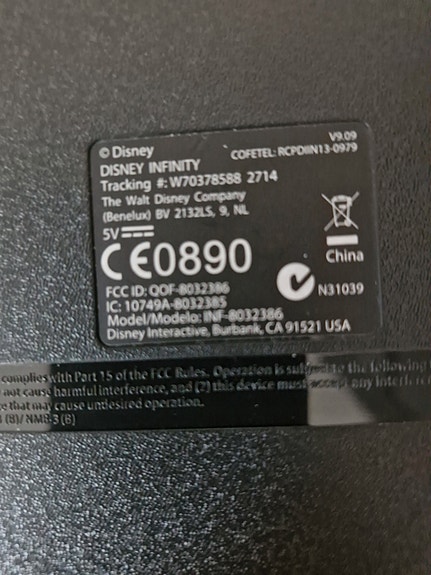 V9.09
© Disney
COFETEL: RCPDIIN13-0979
DISNEY INFINITY
Tracking #: W70378588 2714
The Walt Disney Company
(Benelux) BV 2132LS, 9, NL
5V
CE0890
China
N31039
FCC ID: QOF-8032386
IC: 10749A-8032385
Model/Modelo: INF-8032386
Disney Interactive, Burbank, CA 91521 USA
complies with Part 15 of the FCC Rules. Operation is subject to the following
not cause harmful interference, and (2) this device must accept any
that may cause undesired operation.
(B)/ NMB-3 (B)